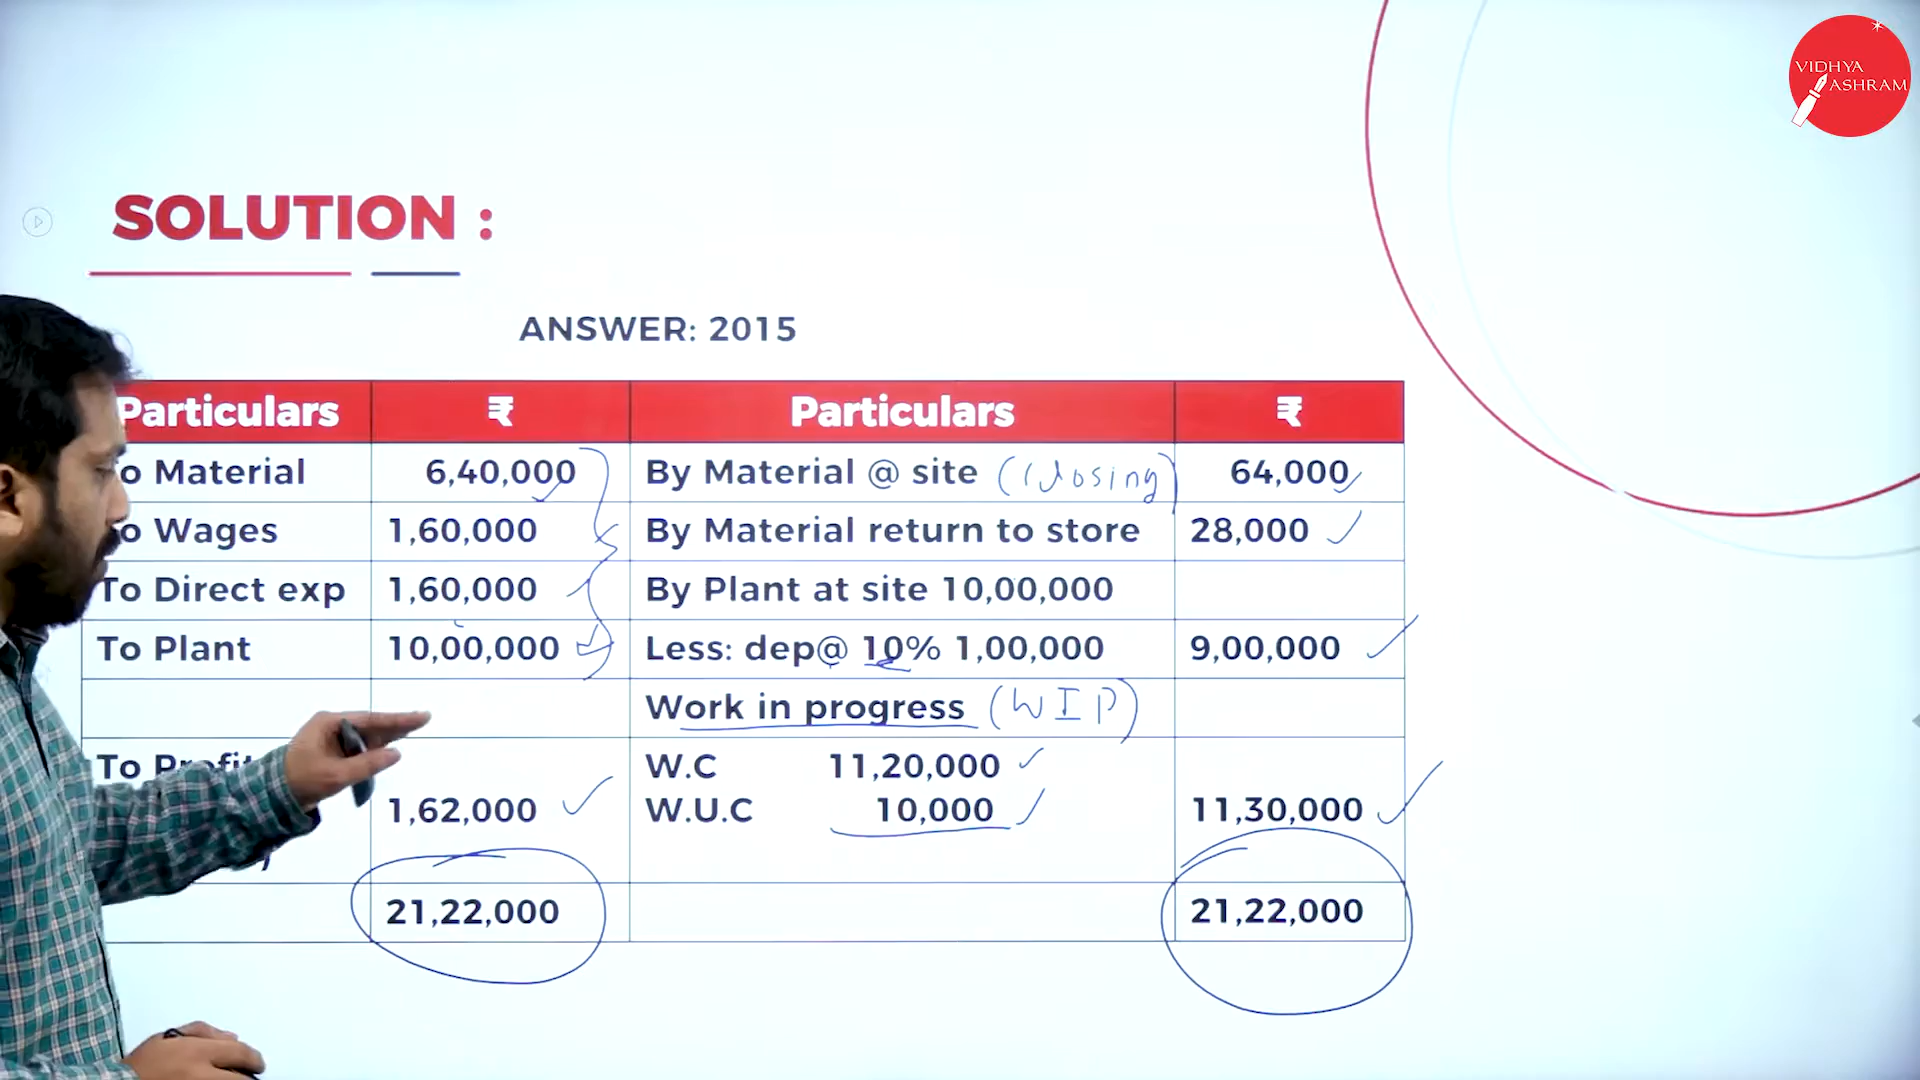 VIDHYA
ASHRAM
SOLUTION :
ANSWER: 2015
Particulars ₹ Particulars ₹
o Material 6,40,000 By Material @ site (closing) 64,000
o Wages 1,60,000 By Material return to store 28,000
To Direct exp 1,60,000 By Plant at site 10,00,000
To Plant 10,00,000 Less: dep@ 10% 1,00,000 9,00,000
Work in progress (WIP)
To Profit W.C 11,20,000
1,62,000 W.U.C 10,000 11,30,000
21,22,000 21,22,000